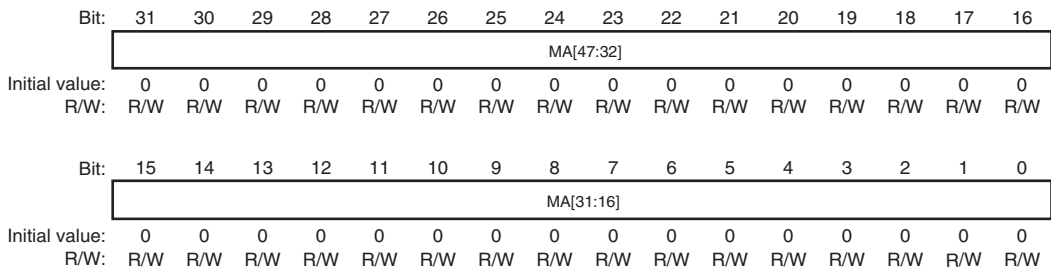 Bit: 31 30 29 28 27 26 25 24 23 22 21 20 19 18 17 16
MA[47:32]
Initial value: 0 0 0 0 0 0 0 0 0 0 0 0 0 0 0 0
R/W: R/W R/W R/W R/W R/W R/W R/W R/W R/W R/W R/W R/W R/W R/W R/W R/W
Bit: 15 14 13 12 11 10 9 8 7 6 5 4 3 2 1 0
MA[31:16]
Initial value: 0 0 0 0 0 0 0 0 0 0 0 0 0 0 0 0
R/W: R/W R/W R/W R/W R/W R/W R/W R/W R/W R/W R/W R/W R/W R/W R/W R/W